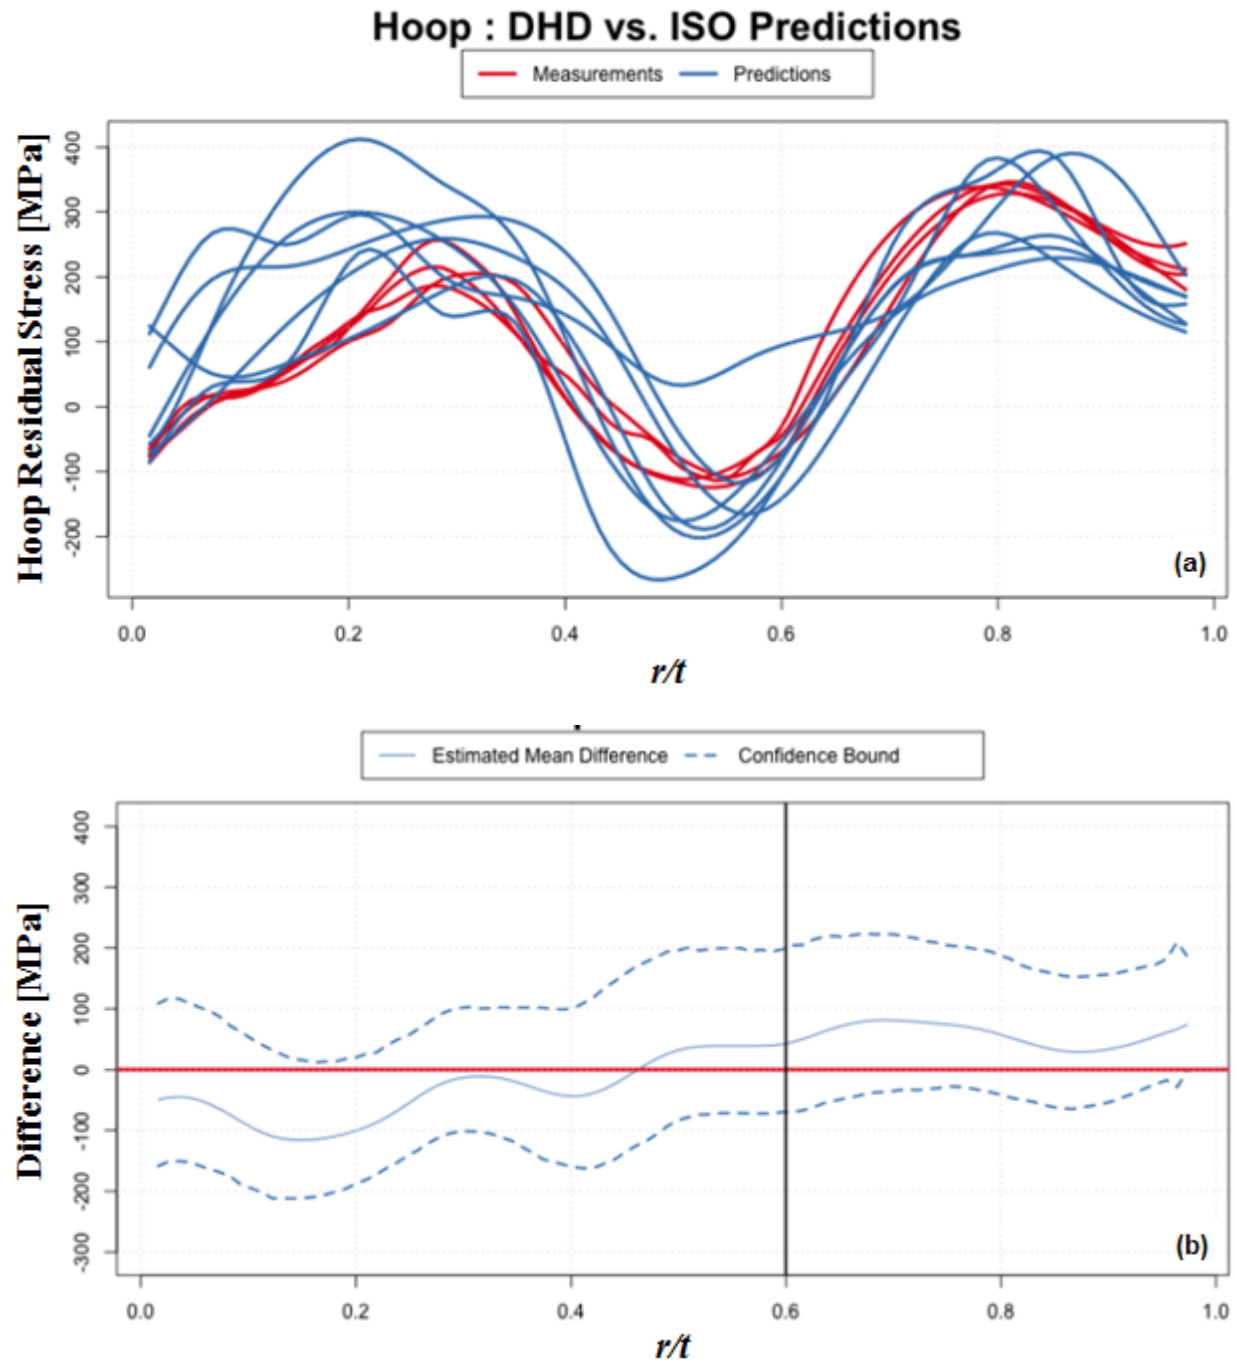 Hoop : DHD vs. ISO Predictions
Measurements Predictions
Hoop Residual Stress [MPa]
400
300
200
100
0
-100
-200
(a)
0.0 0.2 0.4 0.6 0.8 1.0
r/t
Estimated Mean Difference Confidence Bound
Difference [MPa]
400
300
200
100
0
-100
-200
-300
(b)
0.0 0.2 0.4 0.6 0.8 1.0
r/t